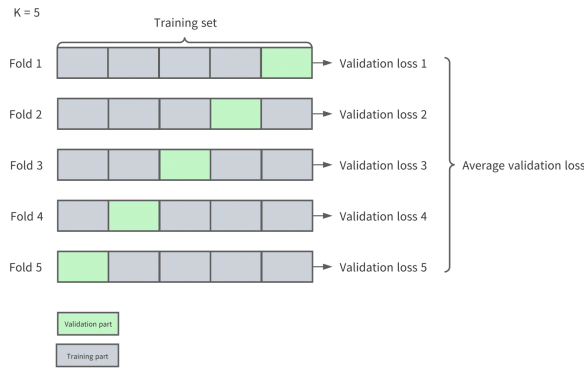 K = 5
Training set
Fold 1
Validation loss 1
Fold 2
Validation loss 2
Fold 3
Validation loss 3
Average validation loss
Fold 4
Validation loss 4
Fold 5
Validation loss 5
Validation part
Training part